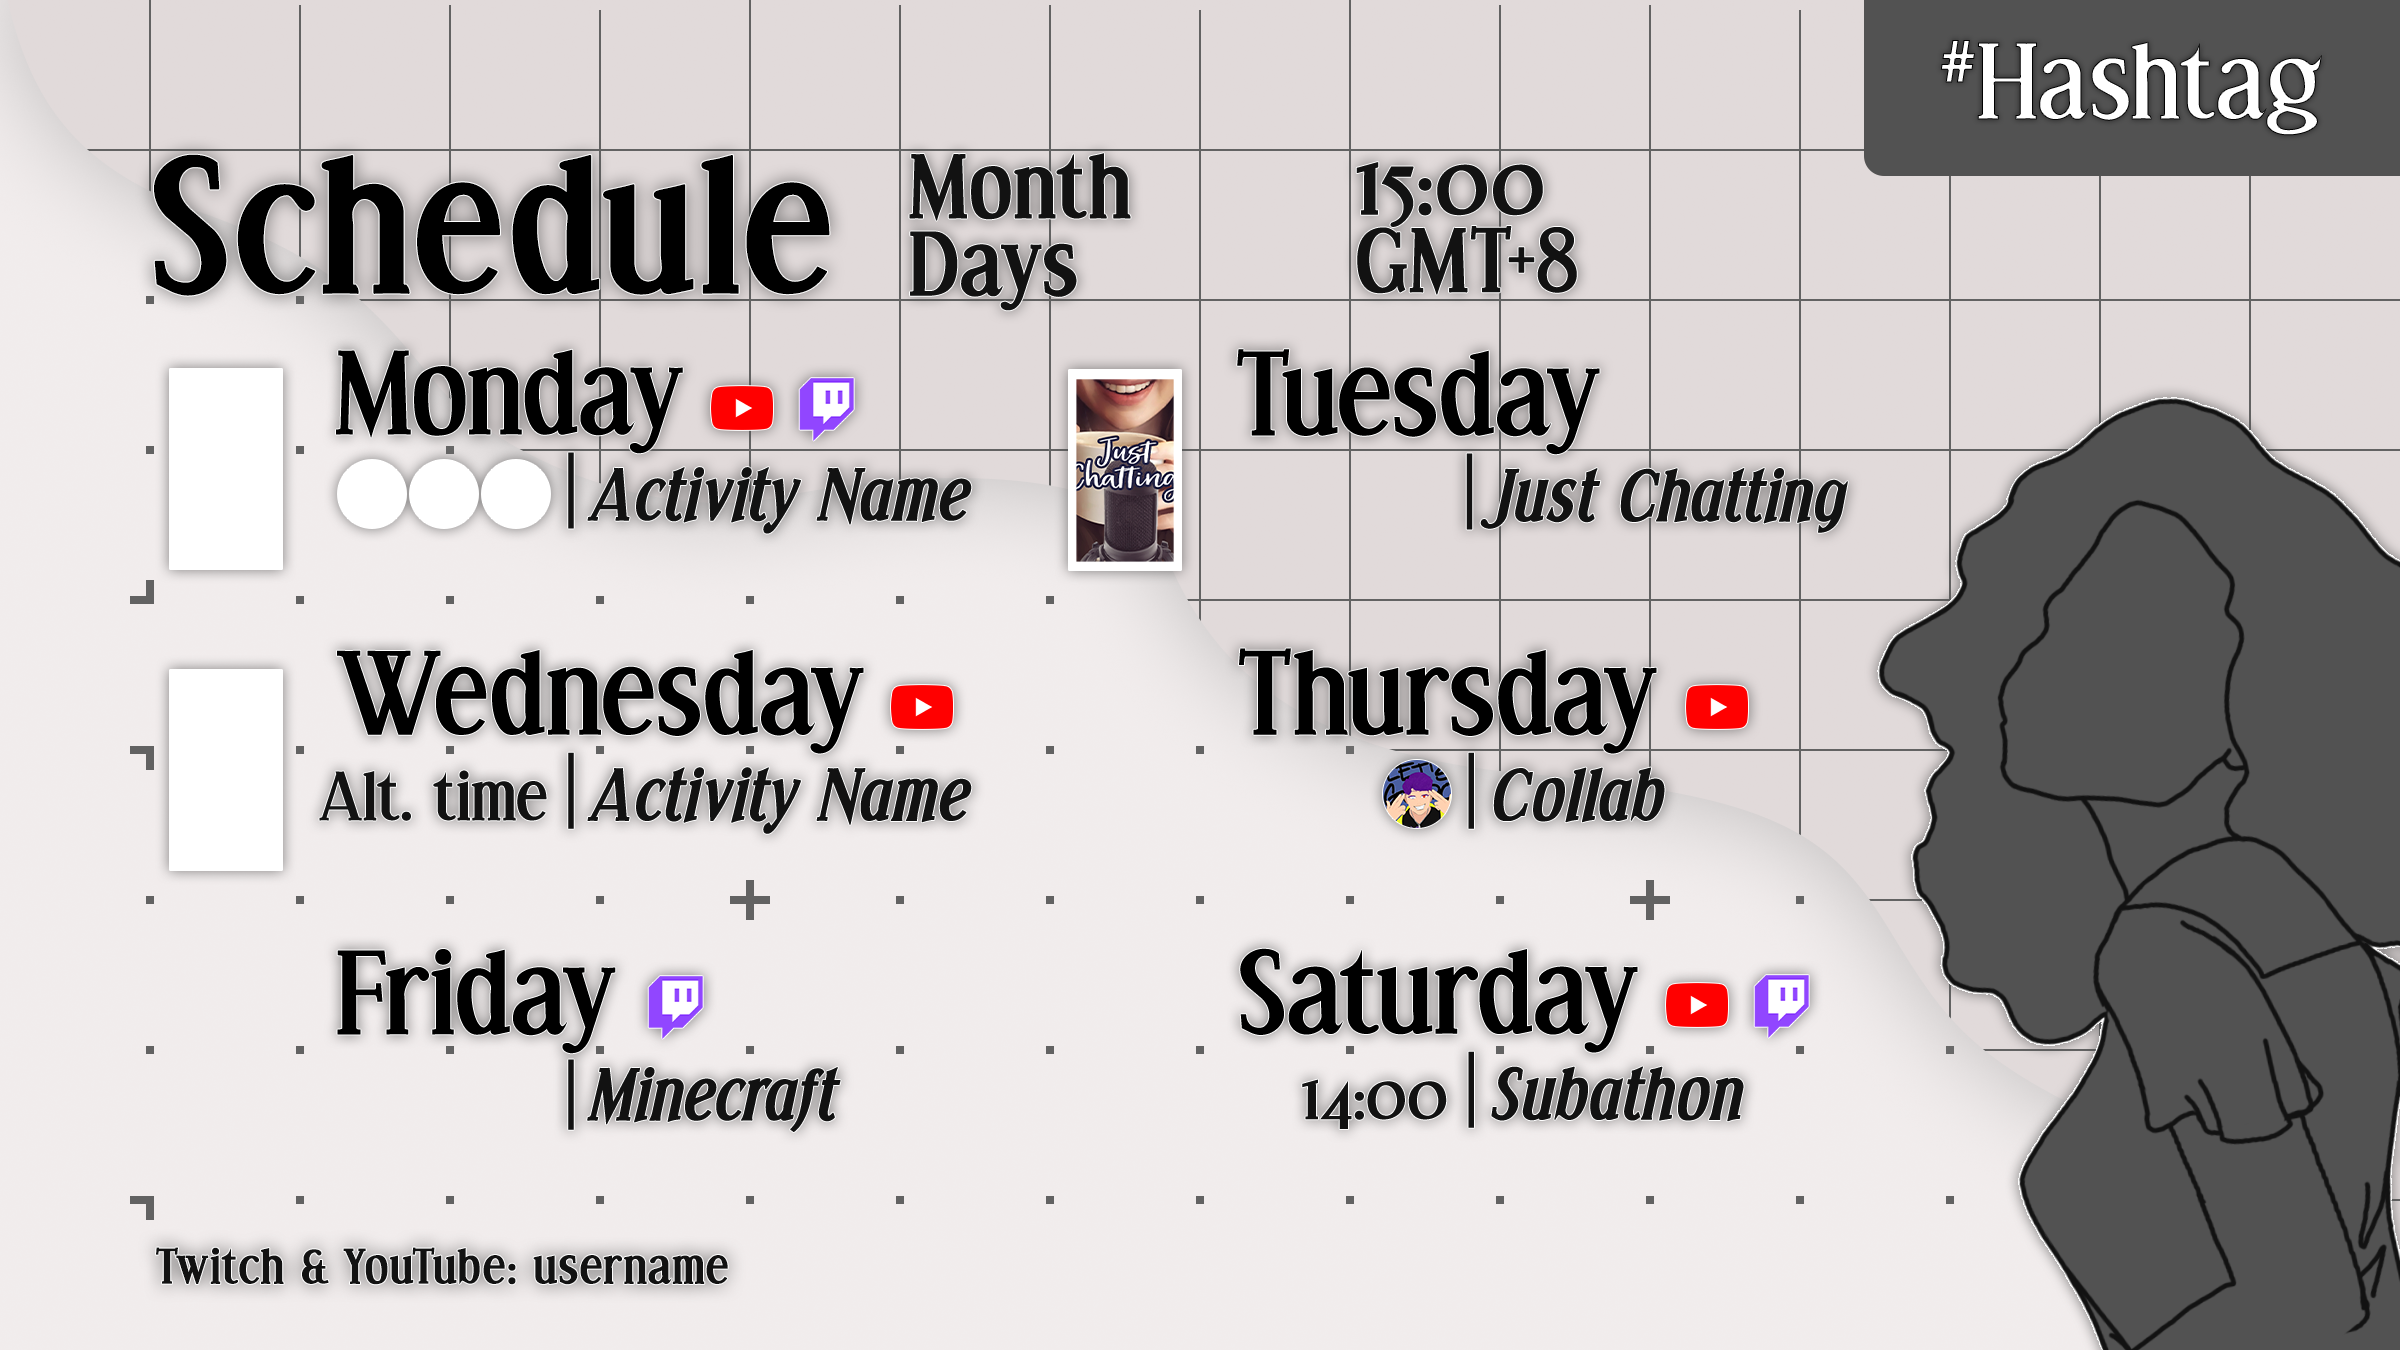 #Hashtag
Schedule
Month
Days
15:00
GMT+8
Monday
Activity Name
Tuesday
Just
Chatting
Just Chatting
Wednesday
Alt. time | Activity Name
Thursday
Collab
Friday
Minecraft
Saturday
14:00 | Subathon
Twitch & YouTube: username